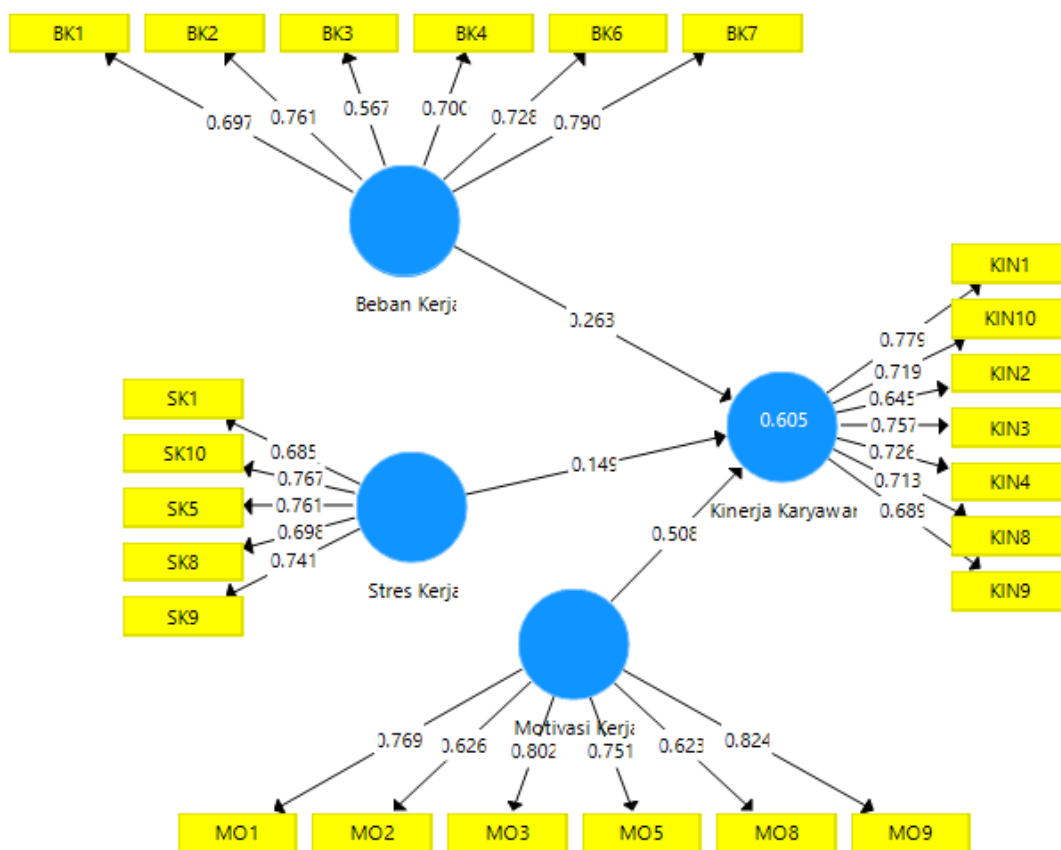 BK1 BK2 BK3 BK4 BK6 BK7
0.697 0.761 0.567 0.700 0.728 0.790
Beban Kerja
0.263
KIN1
KIN10
KIN2
KIN3
KIN4
KIN8
KIN9
0.779
0.719
0.645
0.757
0.726
0.713
0.689
0.605
Kinerja Karyawan
SK1
SK10
SK5
SK8
SK9
0.685
0.767
0.761
0.698
0.741
Stres Kerja
0.149
0.508
Motivasi Kerja
0.769 0.626 0.802 0.751 0.623 0.824
MO1 MO2 MO3 MO5 MO8 MO9